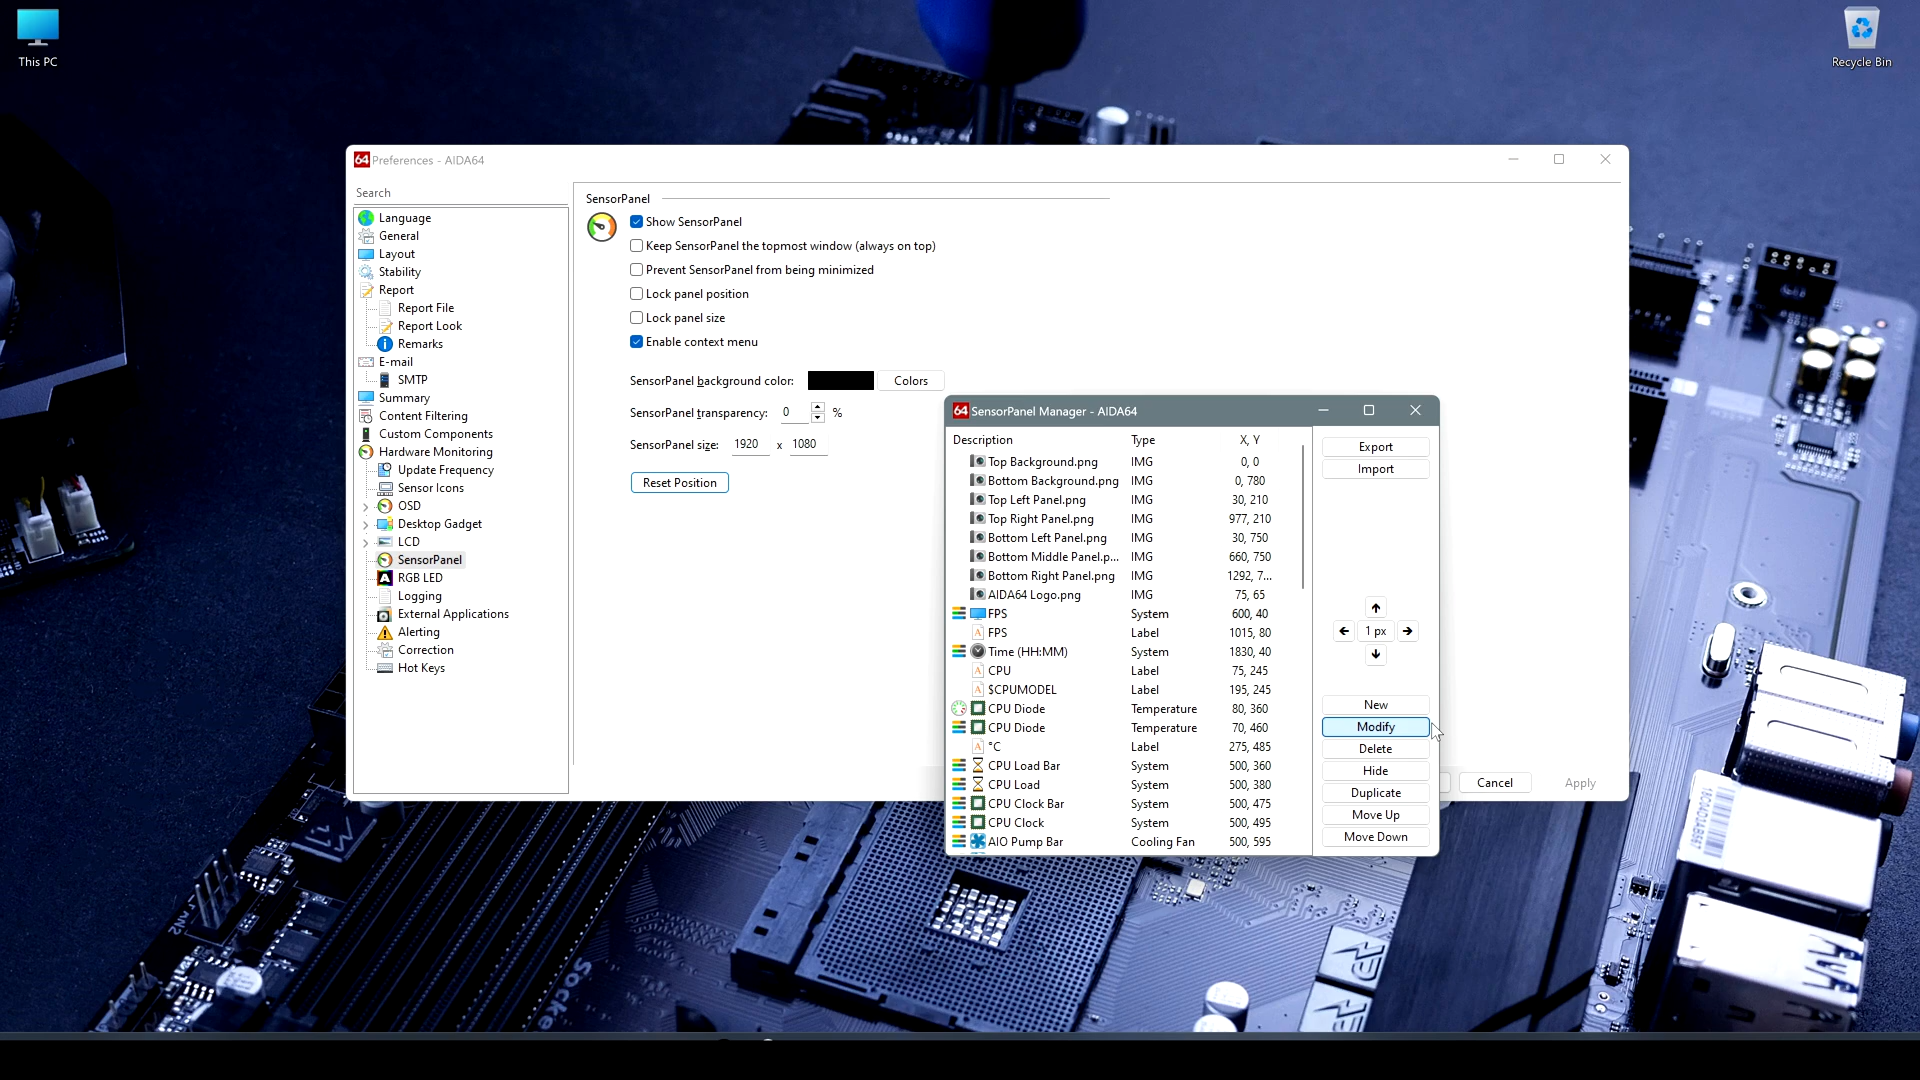 This PC
Recycle Bin
64 Preferences - AIDA64
Search
Language
General
Layout
Stability
Report
Report File
Report Look
Remarks
E-mail
SMTP
Summary
Content Filtering
Custom Components
Hardware Monitoring
Update Frequency
Sensor Icons
OSD
Desktop Gadget
LCD
SensorPanel
RGB LED
Logging
External Applications
Alerting
Correction
Hot Keys
SensorPanel
Show SensorPanel
Keep SensorPanel the topmost window (always on top)
Prevent SensorPanel from being minimized
Lock panel position
Lock panel size
Enable context menu
SensorPanel background color: Colors
SensorPanel transparency: 0 %
SensorPanel size: 1920 x 1080
Reset Position
Cancel
Apply
64 SensorPanel Manager - AIDA64
Description Type X, Y
Top Background.png IMG 0, 0
Bottom Background.png IMG 0, 780
Top Left Panel.png IMG 30, 210
Top Right Panel.png IMG 977, 210
Bottom Left Panel.png IMG 30, 750
Bottom Middle Panel.p... IMG 660, 750
Bottom Right Panel.png IMG 1292, 7...
AIDA64 Logo.png IMG 75, 65
FPS System 600, 40
FPS Label 1015, 80
Time (HH:MM) System 1830, 40
CPU Label 75, 245
$CPUMODEL Label 195, 245
CPU Diode Temperature 80, 360
CPU Diode Temperature 70, 460
°C Label 275, 485
CPU Load Bar System 500, 360
CPU Load System 500, 380
CPU Clock Bar System 500, 475
CPU Clock System 500, 495
AIO Pump Bar Cooling Fan 500, 595
Export
Import
1 px
New
Modify
Delete
Hide
Duplicate
Move Up
Move Down